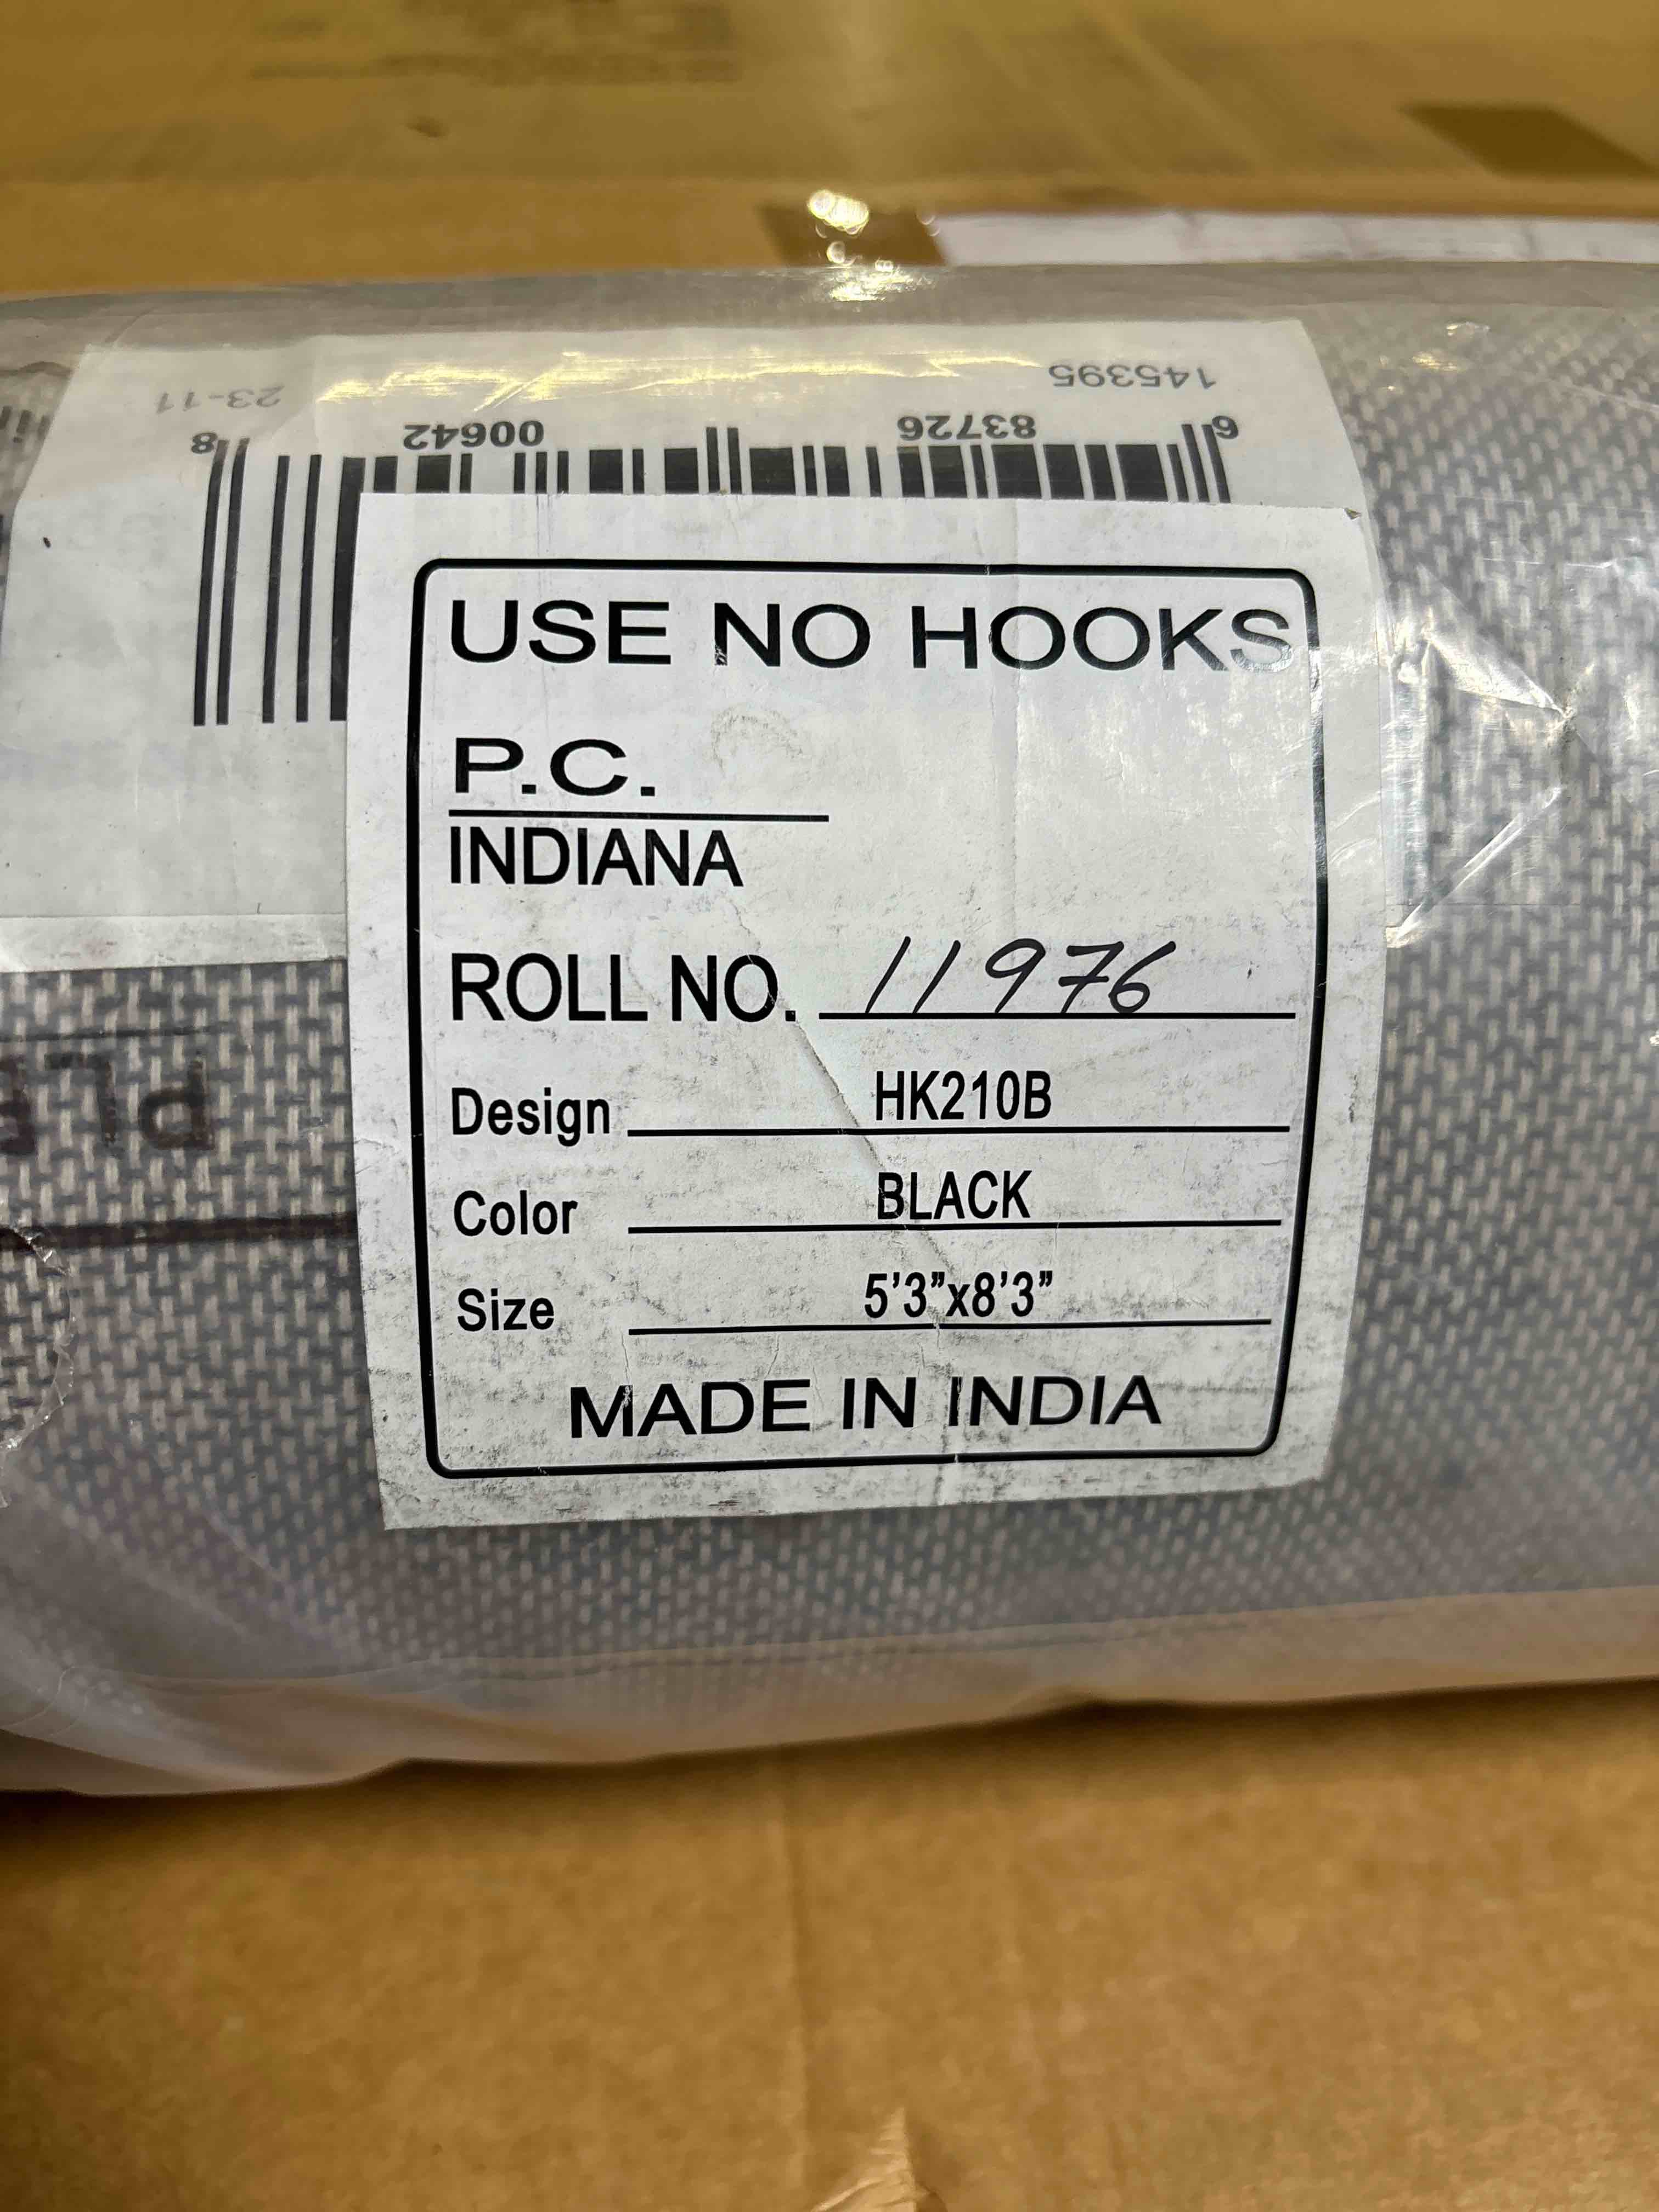 145395
23-11
6 83726 00642 8
USE NO HOOKS
P.C.
INDIANA
ROLL NO. 11976
Design HK210B
Color BLACK
Size 5'3"x8'3"
MADE IN INDIA